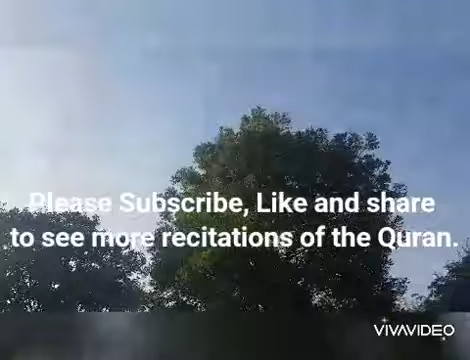 Please Subscribe, Like and share
to see more recitations of the Quran.
VIVAVIDEO